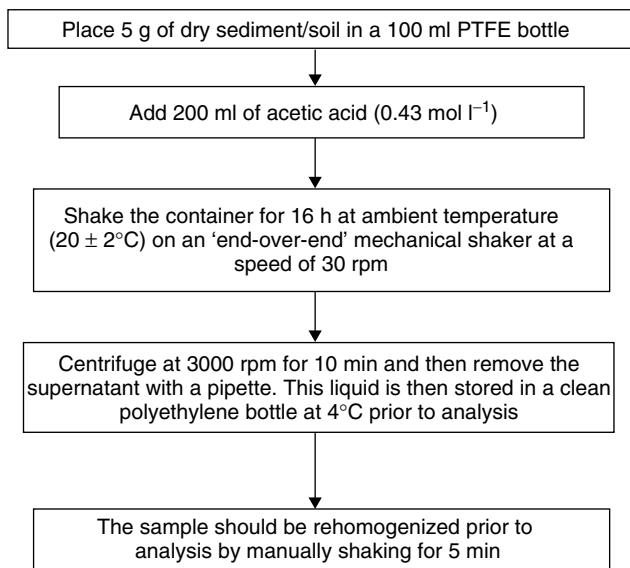 Place 5 g of dry sediment/soil in a 100 ml PTFE bottle
Add 200 ml of acetic acid (0.43 mol l⁻¹)
Shake the container for 16 h at ambient temperature
(20 ± 2°C) on an ‘end-over-end’ mechanical shaker at a
speed of 30 rpm
Centrifuge at 3000 rpm for 10 min and then remove the
supernatant with a pipette. This liquid is then stored in a clean
polyethylene bottle at 4°C prior to analysis
The sample should be rehomogenized prior to
analysis by manually shaking for 5 min